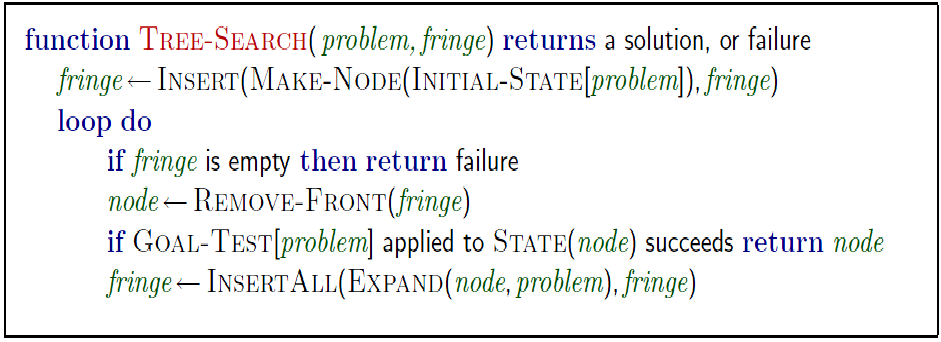 function TREE-SEARCH( problem, fringe) returns a solution, or failure
fringe ← INSERT(MAKE-NODE(INITIAL-STATE[problem]), fringe)
loop do
if fringe is empty then return failure
node ← REMOVE-FRONT(fringe)
if GOAL-TEST[problem] applied to STATE(node) succeeds return node
fringe ← INSERTALL(EXPAND(node, problem), fringe)